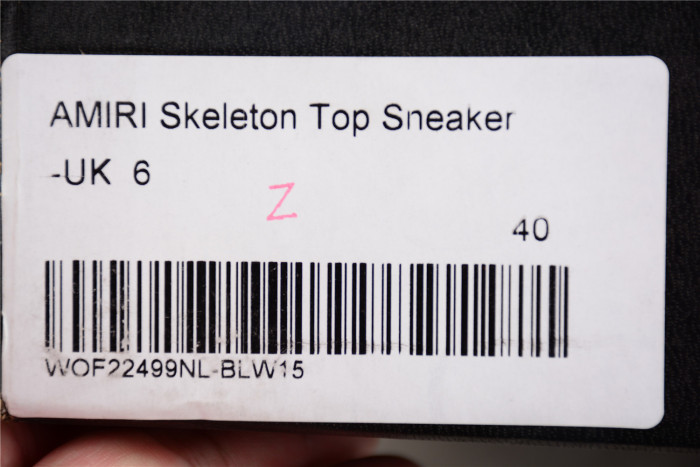 AMIRI Skeleton Top Sneaker
-UK 6
Z
40
WOF22499NL-BLW15